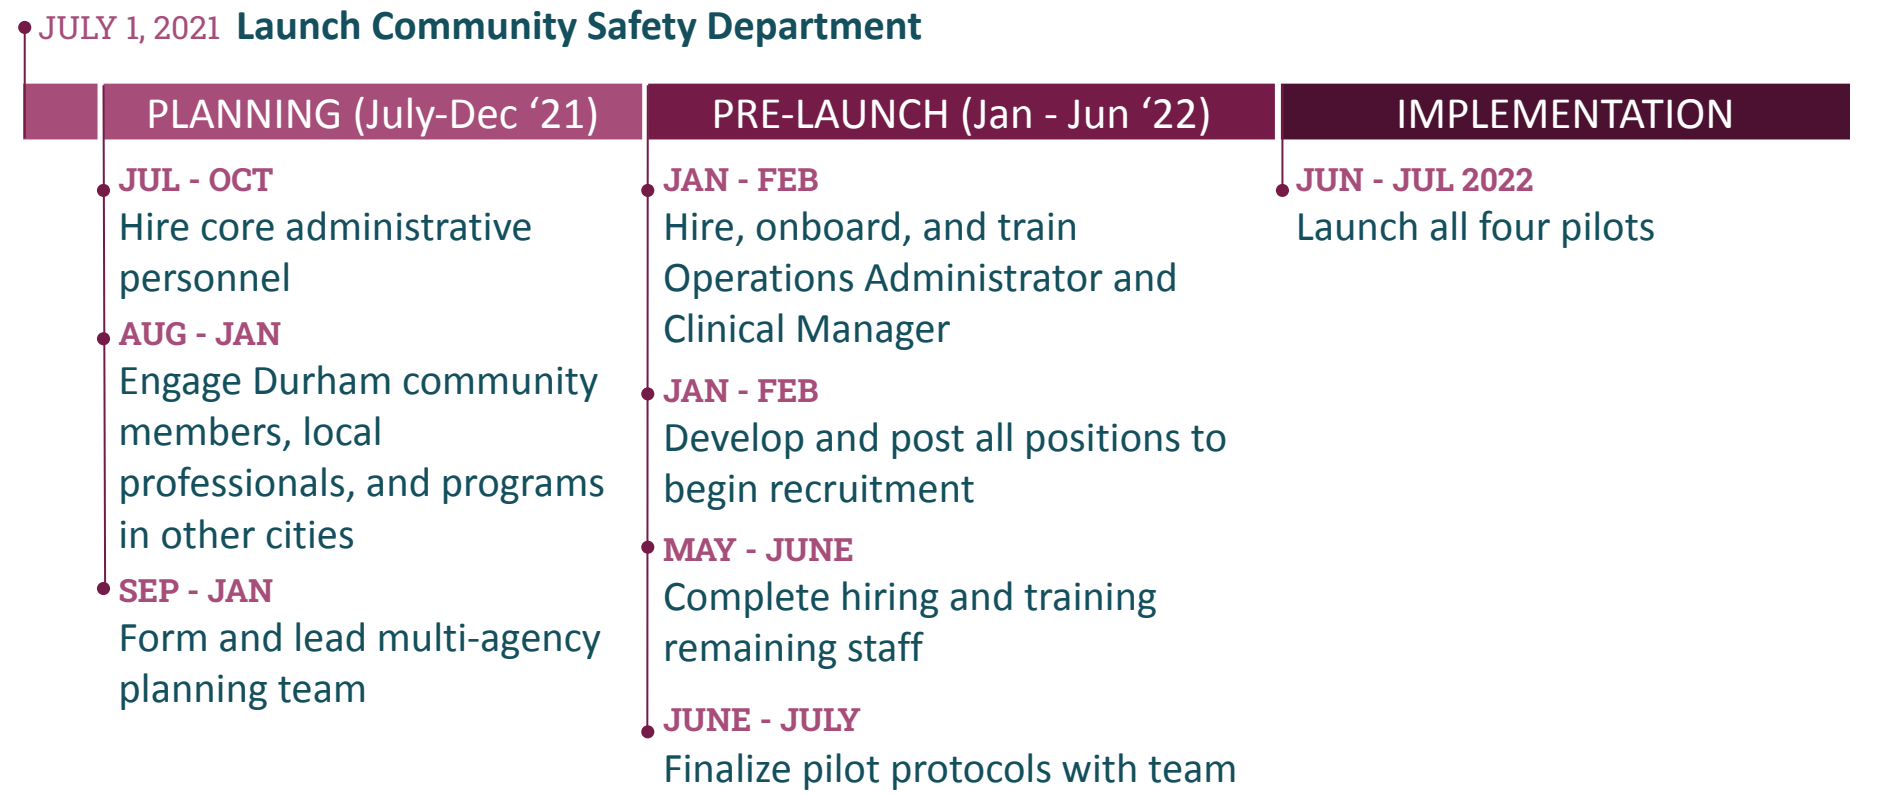 JULY 1, 2021 Launch Community Safety Department
PLANNING (July-Dec ‘21)
JUL - OCT
Hire core administrative
personnel
AUG - JAN
Engage Durham community
members, local
professionals, and programs
in other cities
SEP - JAN
Form and lead multi-agency
planning team
PRE-LAUNCH (Jan - Jun ‘22)
JAN - FEB
Hire, onboard, and train
Operations Administrator and
Clinical Manager
JAN - FEB
Develop and post all positions to
begin recruitment
MAY - JUNE
Complete hiring and training
remaining staff
JUNE - JULY
Finalize pilot protocols with team
IMPLEMENTATION
JUN - JUL 2022
Launch all four pilots